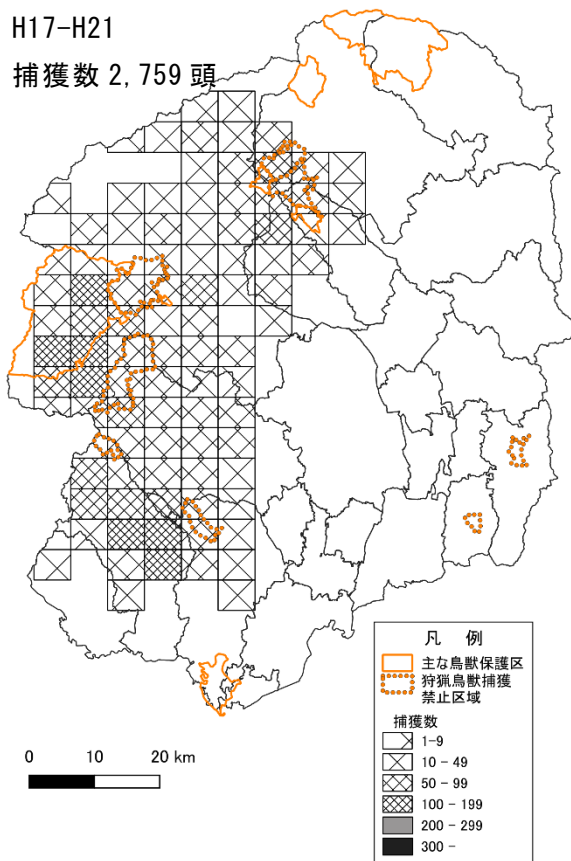 H17-H21
捕獲数 2,759 頭
0 10 20 km
凡 例
主な鳥獣保護区
狩猟鳥獣捕獲
禁止区域
捕獲数
1-9
10 - 49
50 - 99
100 - 199
200 - 299
300 -